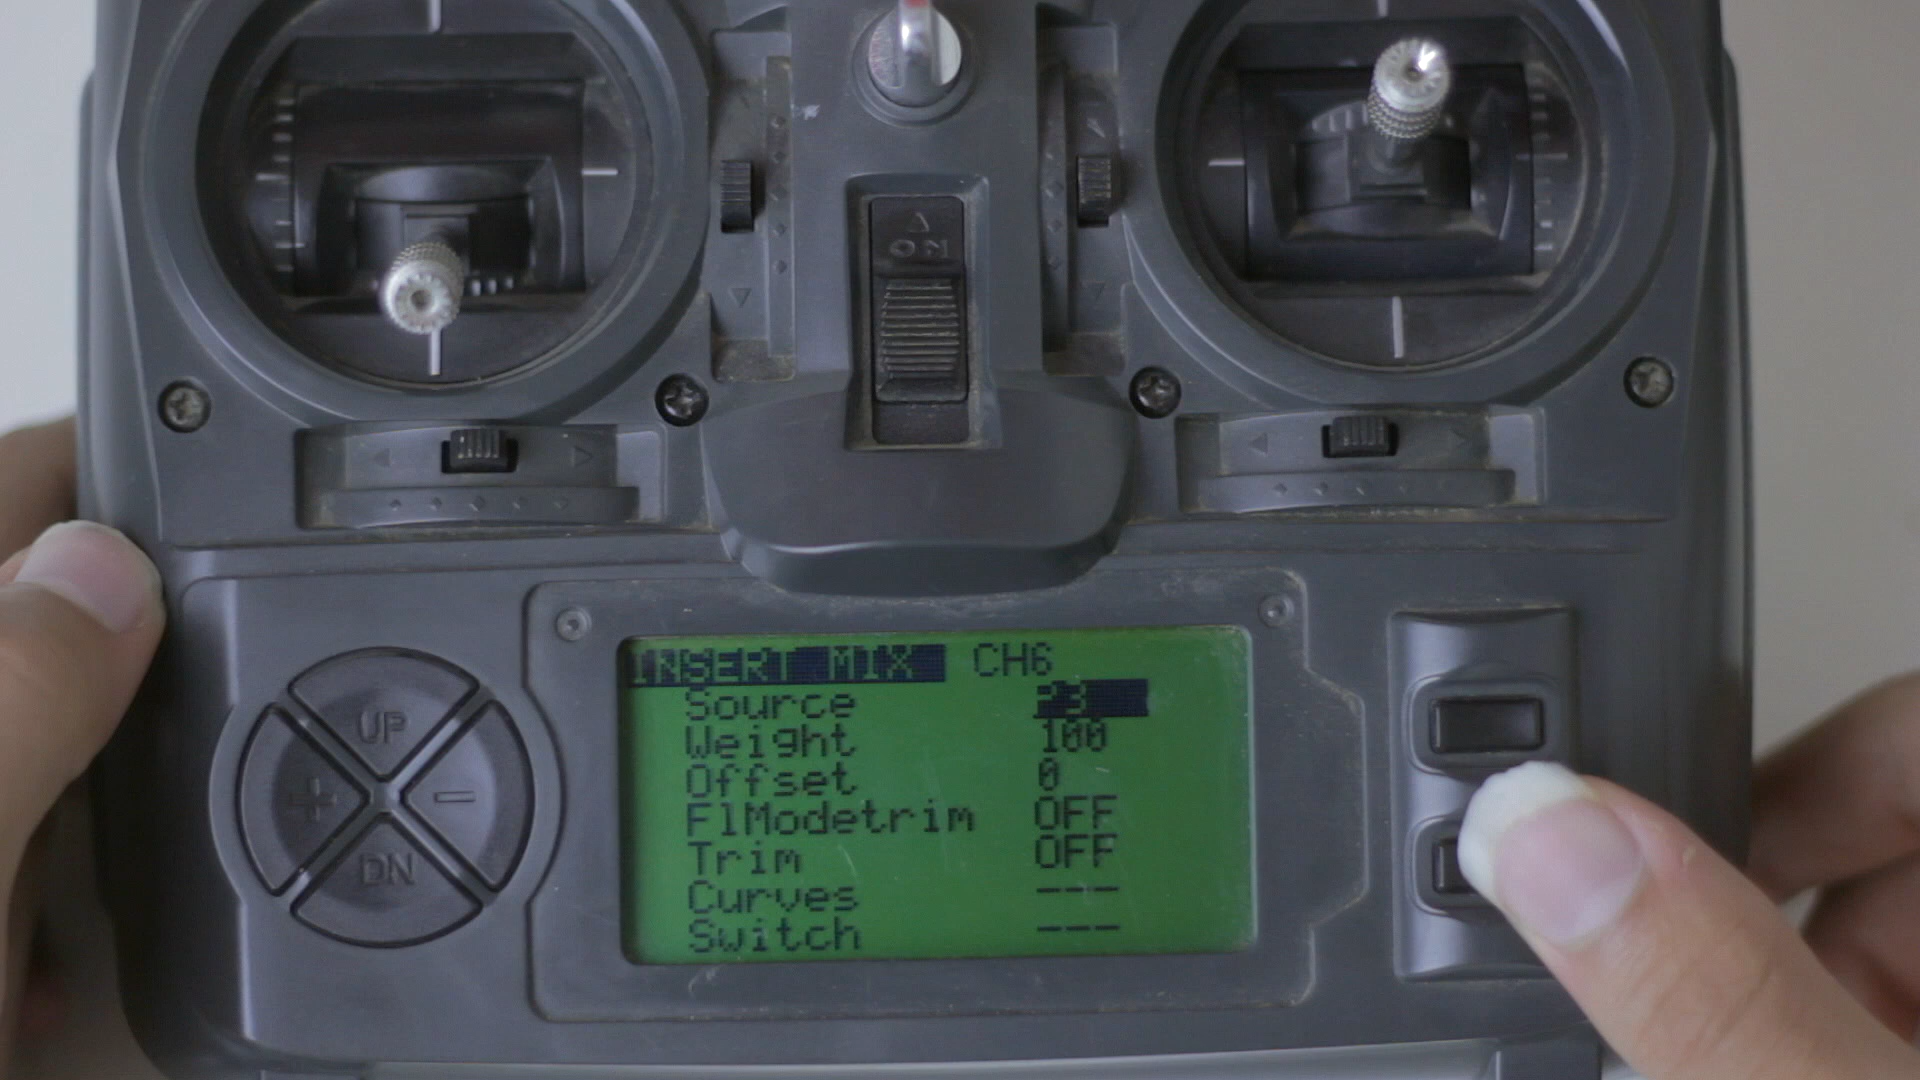 ON
INSERT MIX CH6
Source
Weight 100
Offset 0
FlModetrim OFF
Trim OFF
Curves ---
Switch ---
UP
+ -
DN